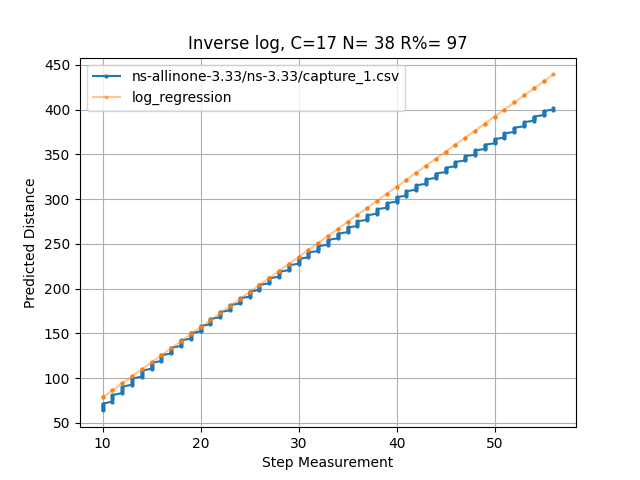 Inverse log, C=17 N= 38 R%= 97
450
400
350
300
250
200
150
100
50
Predicted Distance
ns-allinone-3.33/ns-3.33/capture_1.csv
log_regression
10
20
30
40
50
Step Measurement